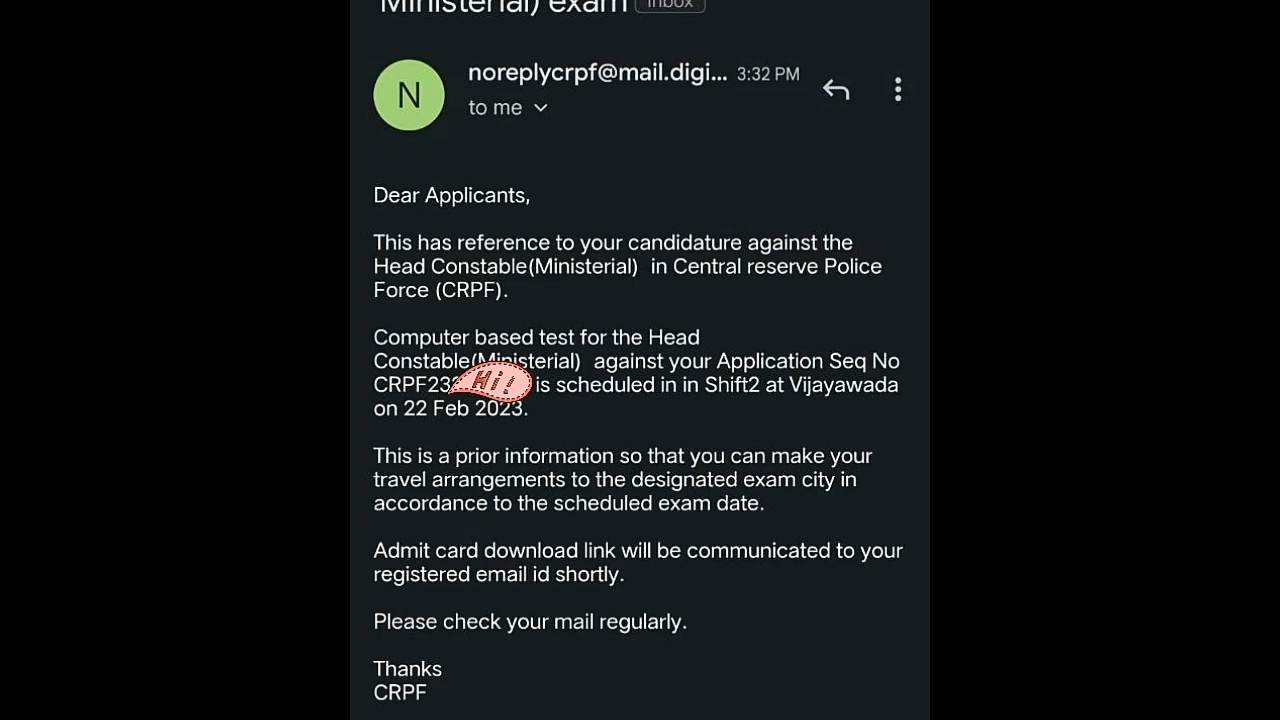 Ministerial) exam Inbox
N
noreplycrpf@mail.digi... 3:32 PM
to me
Dear Applicants,
This has reference to your candidature against the
Head Constable(Ministerial) in Central reserve Police
Force (CRPF).
Computer based test for the Head
Constable(Ministerial) against your Application Seq No
CRPF23 Hi! is scheduled in in Shift2 at Vijayawada
on 22 Feb 2023.
This is a prior information so that you can make your
travel arrangements to the designated exam city in
accordance to the scheduled exam date.
Admit card download link will be communicated to your
registered email id shortly.
Please check your mail regularly.
Thanks
CRPF